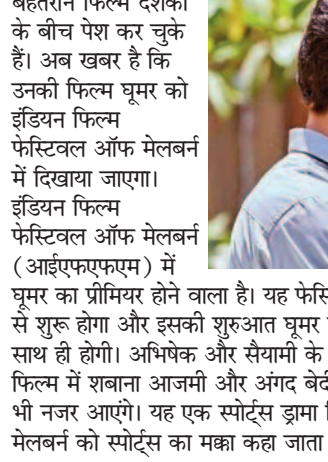 बेहतरीन फिल्में दर्शकों
के बीच पेश कर चुके
हैं। अब खबर है कि
उनकी फिल्म घूमर को
इंडियन फिल्म
फेस्टिवल ऑफ मेलबर्न
में दिखाया जाएगा।
इंडियन फिल्म
फेस्टिवल ऑफ मेलबर्न
(आईएफएफएम) में
घूमर का प्रीमियर होने वाला है। यह
से शुरू होगा और इसकी शुरुआत घूमर
साथ ही होगी। अभिषेक और सैयामी के
फिल्म में शबाना आजमी और अंगद बेदी
भी नजर आएंगे। यह एक स्पोर्ट्स ड्रामा
मेलबर्न को स्पोर्ट्स का मक्का कहा जाता